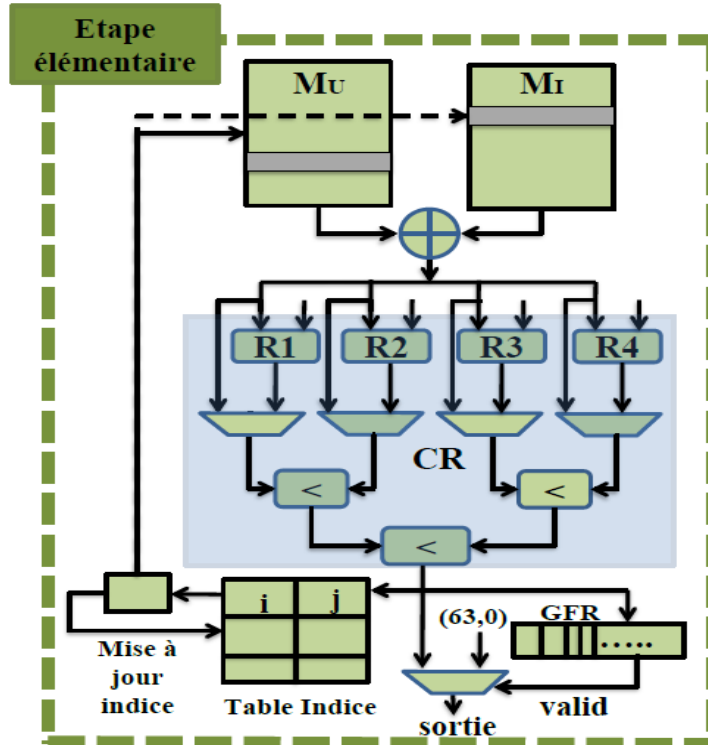 Etape
élémentaire
MU
MI
R1
R2
R3
R4
CR
<
<
<
i
j
(63,0)
GFR
.....
Mise à
jour
indice
Table Indice
valid
sortie